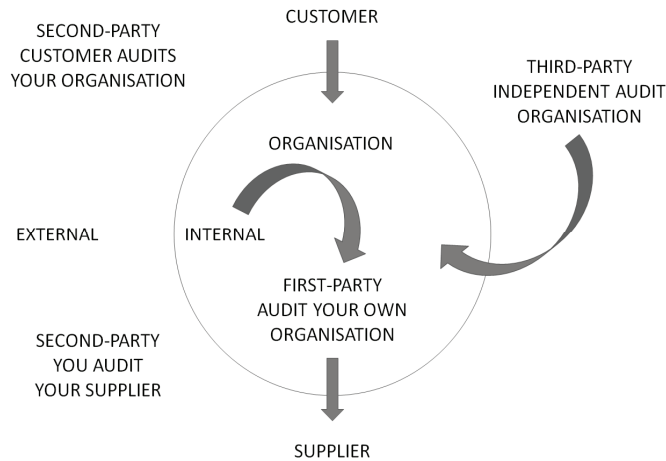 CUSTOMER
SECOND-PARTY
CUSTOMER AUDITS
YOUR ORGANISATION
THIRD-PARTY
INDEPENDENT AUDIT
ORGANISATION
ORGANISATION
EXTERNAL
INTERNAL
FIRST-PARTY
AUDIT YOUR OWN
ORGANISATION
SECOND-PARTY
YOU AUDIT
YOUR SUPPLIER
SUPPLIER